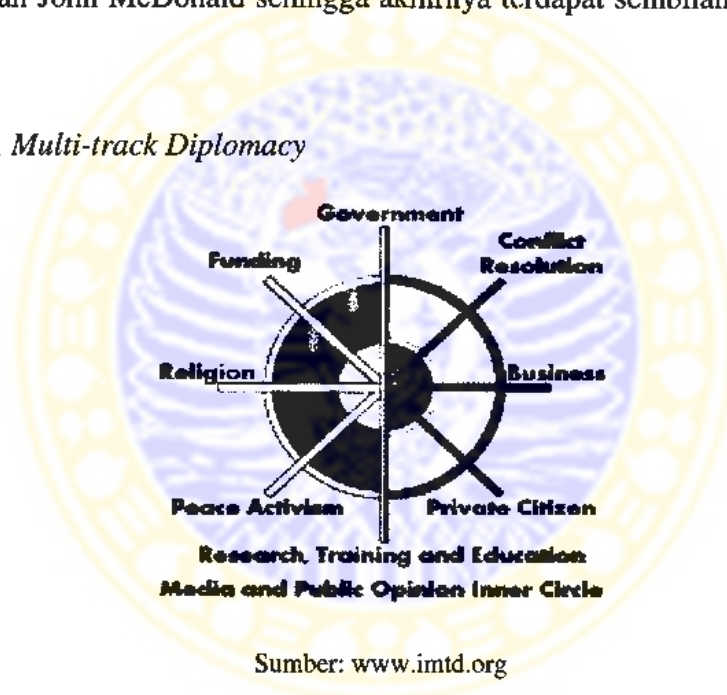 John McDonald sehingga akhirnya terdapat sembilan
Multi-track Diplomacy
Government
Funding
Conflict
Resolution
Religion
Business
Peace Activism
Private Citizen
Research, Training and Education
Media and Public Opinion Inner Circle
Sumber: www.imtd.org